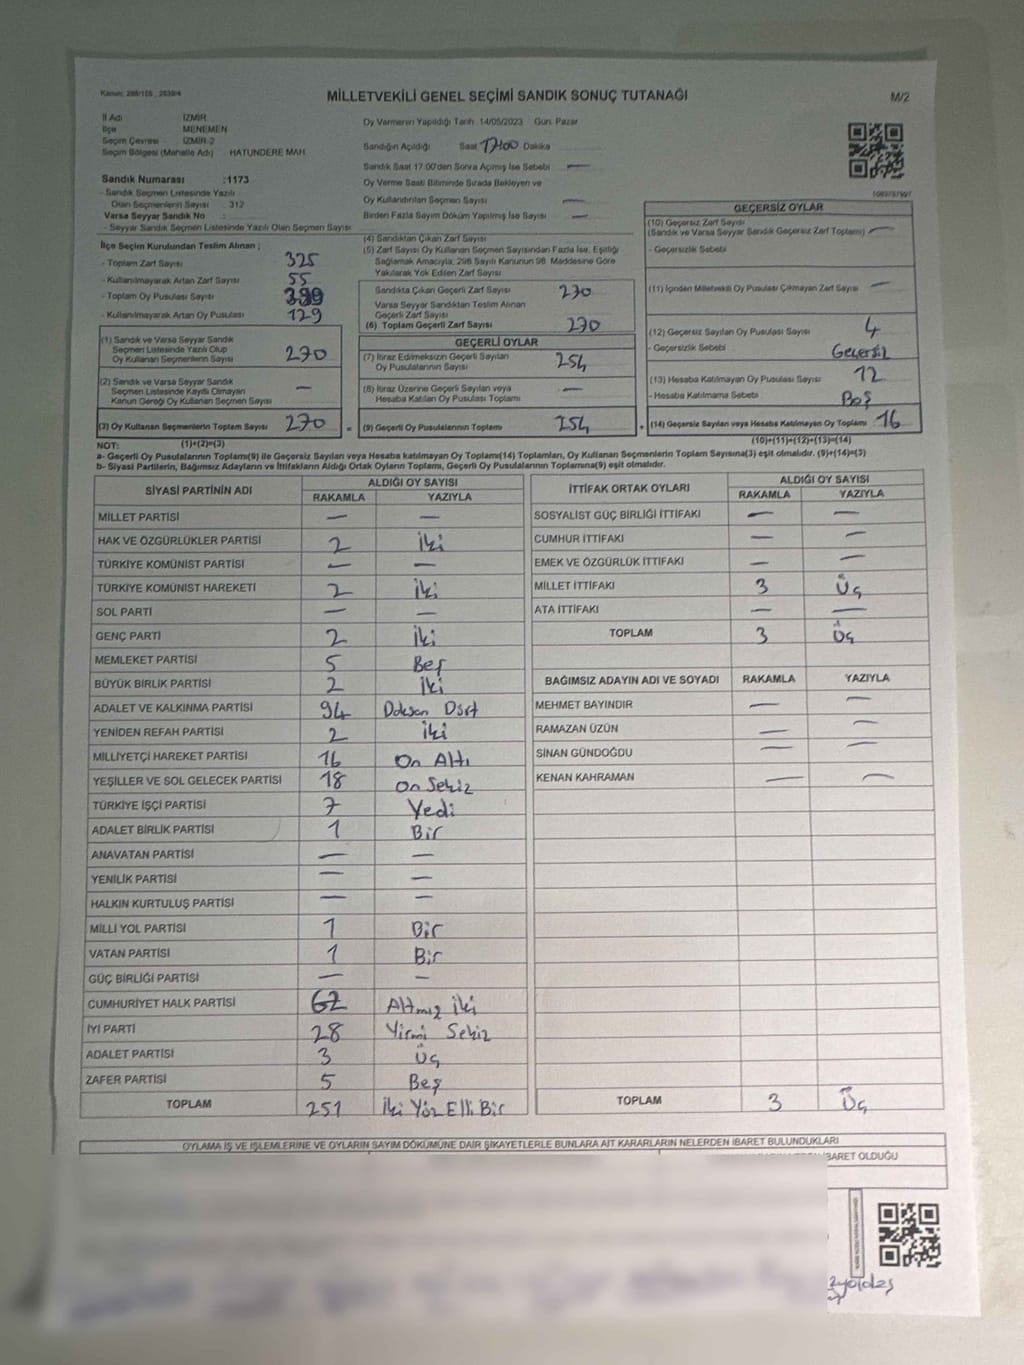 Kanun: 298/105
MİLLETVEKİLİ GENEL SEÇİMİ SANDIK SONUÇ TUTANAĞI
M/2
İl Adı İZMİR
İlçe MENEMEN
Seçim Çevresi İZMİR-2
Seçim Bölgesi (Mahalle Adı) HATUNDERE MAH.
Oy Vermenin Yapıldığı Tarih 14/05/2023 Gün: Pazar
Sandığın Açıldığı Saat 17:00 Dakika
Sandık Saat 17:00'den Sonra Açılmış İse Sebebi —
Oy Verme Saati Bitiminde Sırada Bekleyen ve
Oy Kullandırılan Seçmen Sayısı —
Birden Fazla Sayım Döküm Yapılmış İse Sayısı —
Sandık Numarası :1173
- Sandık Seçmen Listesinde Yazılı
Olan Seçmenlerin Sayısı : 312
Varsa Seyyar Sandık No :
- Seyyar Sandık Seçmen Listesinde Yazılı Olan Seçmen Sayısı:
İlçe Seçim Kurulundan Teslim Alınan ;
- Toplam Zarf Sayısı 325
- Kullanılmayarak Artan Zarf Sayısı 55
- Toplam Oy Pusulası Sayısı 399
- Kullanılmayarak Artan Oy Pusulası 129
(1) Sandık ve Varsa Seyyar Sandık
Seçmen Listesinde Yazılı Olup
Oy Kullanan Seçmenlerin Sayısı 270
(2) Sandık ve Varsa Seyyar Sandık
Seçmen Listesinde Kayıtlı Olmayan
Kanun Gereği Oy Kullanan Seçmen Sayısı —
(3) Oy Kullanan Seçmenlerin Toplam Sayısı 270 =
(4) Sandıktan Çıkan Zarf Sayısı
(5) Zarf Sayısı Oy Kullanan Seçmen Sayısından Fazla İse, Eşitliği
Sağlamak Amacıyla, 298 Sayılı Kanunun 98. Maddesine Göre
Yakılarak Yok Edilen Zarf Sayısı
Sandıkta Çıkan Geçerli Zarf Sayısı 270
Varsa Seyyar Sandıktan Teslim Alınan
Geçerli Zarf Sayısı
(6) Toplam Geçerli Zarf Sayısı 270
GEÇERLİ OYLAR
(7) İtiraz Edilmeksizin Geçerli Sayılan
Oy Pusulalarının Sayısı 254
(8) İtiraz Üzerine Geçerli Sayılan veya
Hesaba Katılan Oy Pusulası Toplamı —
(9) Geçerli Oy Pusulalarının Toplamı 254 +
GEÇERSİZ OYLAR
(10) Geçersiz Zarf Sayısı
(Sandık ve Varsa Seyyar Sandık Geçersiz Zarf Toplamı) —
- Geçersizlik Sebebi
(11) İçinden Milletvekili Oy Pusulası Çıkmayan Zarf Sayısı —
(12) Geçersiz Sayılan Oy Pusulası Sayısı 4
- Geçersizlik Sebebi
(13) Hesaba Katılmayan Oy Pusulası Sayısı 12
- Hesaba Katılmama Sebebi Boş
(14) Geçersiz Sayılan veya Hesaba Katılmayan Oy Toplamı 16
NOT: (1)+(2)=(3)
(10)+(11)+(12)+(13)=(14)
a- Geçerli Oy Pusulalarının Toplamı(9) ile Geçersiz Sayılan veya Hesaba katılmayan Oy Toplamı(14) Toplamları, Oy Kullanan Seçmenlerin Toplam Sayısına(3) eşit olmalıdır. (9)+(14)=(3)
b- Siyasi Partilerin, Bağımsız Adayların ve İttifakların Aldığı Ortak Oyların Toplamı, Geçerli Oy Pusulalarının Toplamına(9) eşit olmalıdır.
SİYASİ PARTİNİN ADI ALDIĞI OY SAYISI
RAKAMLA YAZIYLA
MİLLET PARTİSİ — —
HAK VE ÖZGÜRLÜKLER PARTİSİ 2 İki
TÜRKİYE KOMÜNİST PARTİSİ — —
TÜRKİYE KOMÜNİST HAREKETİ 2 İki
SOL PARTİ — —
GENÇ PARTİ 2 İki
MEMLEKET PARTİSİ 5 Beş
BÜYÜK BİRLİK PARTİSİ 2 İki
ADALET VE KALKINMA PARTİSİ 94 Doksan Dört
YENİDEN REFAH PARTİSİ 2 İki
MİLLİYETÇİ HAREKET PARTİSİ 16 On Altı
YEŞİLLER VE SOL GELECEK PARTİSİ 18 On Sekiz
TÜRKİYE İŞÇİ PARTİSİ 7 Yedi
ADALET BİRLİK PARTİSİ 1 Bir
ANAVATAN PARTİSİ — —
YENİLİK PARTİSİ — —
HALKIN KURTULUŞ PARTİSİ — —
MİLLİ YOL PARTİSİ 1 Bir
VATAN PARTİSİ 1 Bir
GÜÇ BİRLİĞİ PARTİSİ — —
CUMHURİYET HALK PARTİSİ 62 Altmış İki
İYİ PARTİ 28 Yirmi Sekiz
ADALET PARTİSİ 3 Üç
ZAFER PARTİSİ 5 Beş
TOPLAM 251 İki Yüz Elli Bir
İTTİFAK ORTAK OYLARI ALDIĞI OY SAYISI
RAKAMLA YAZIYLA
SOSYALİST GÜÇ BİRLİĞİ İTTİFAKI — —
CUMHUR İTTİFAKI — —
EMEK VE ÖZGÜRLÜK İTTİFAKI — —
MİLLET İTTİFAKI 3 Üç
ATA İTTİFAKI — —
TOPLAM 3 Üç
BAĞIMSIZ ADAYIN ADI VE SOYADI RAKAMLA YAZIYLA
MEHMET BAYINDIR — —
RAMAZAN ÜZÜN — —
SİNAN GÜNDOĞDU — —
KENAN KAHRAMAN — —
TOPLAM 3 Üç
OYLAMA İŞ VE İŞLEMLERİNE VE OYLARIN SAYIM DÖKÜMÜNE DAİR ŞİKAYETLERLE BUNLARA AİT KARARLARIN NELERDEN İBARET BULUNDUKLARI
İBARET OLDUĞU